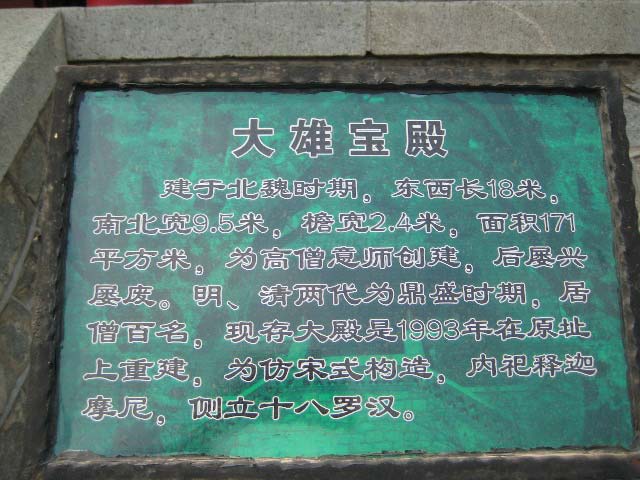 大雄宝殿
建于北魏时期，东西长18米，
南北宽9.5米，檐宽2.4米，面积171
平方米，为高僧意师创建，后屡兴
屡废。明、清两代为鼎盛时期，居
僧百名，现存大殿是1993年在原址
上重建，为仿宋式构造，内祀释迦
摩尼，侧立十八罗汉。